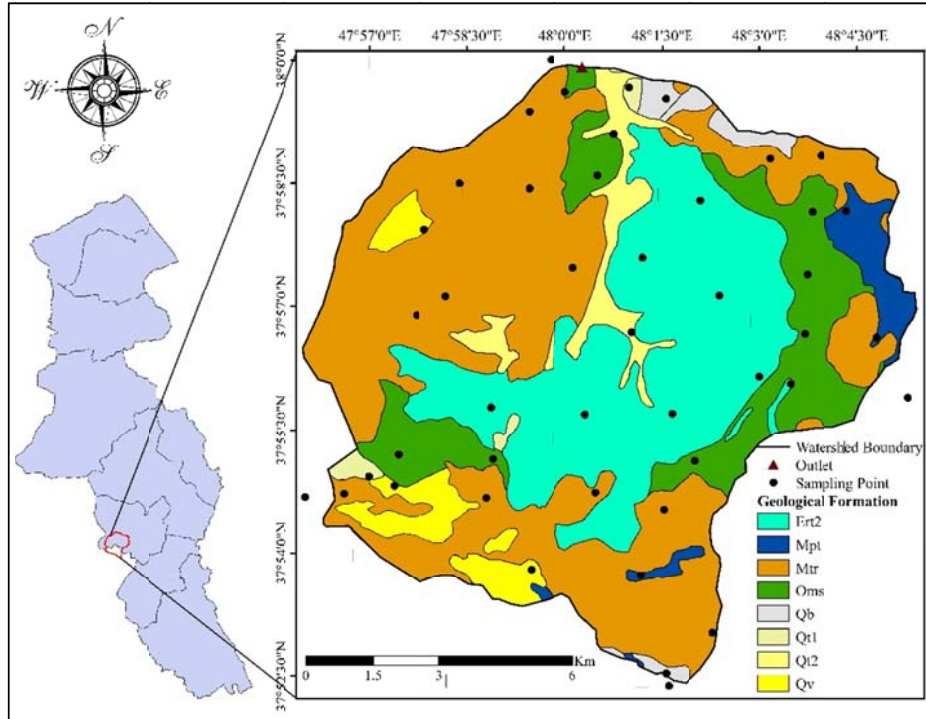 N
W
E
S
47°57'0"E 47°58'30"E 48°0'0"E 48°1'30"E 48°3'0"E 48°4'30"E
38°0'0"N
37°58'30"N
37°57'0"N
37°55'30"N
37°54'0"N
37°52'30"N
Watershed Boundary
Outlet
Sampling Point
Geological Formation
Ert2
Mpt
Mtr
Oms
Qb
Qt1
Qt2
Qv
Km
0 1.5 3 6